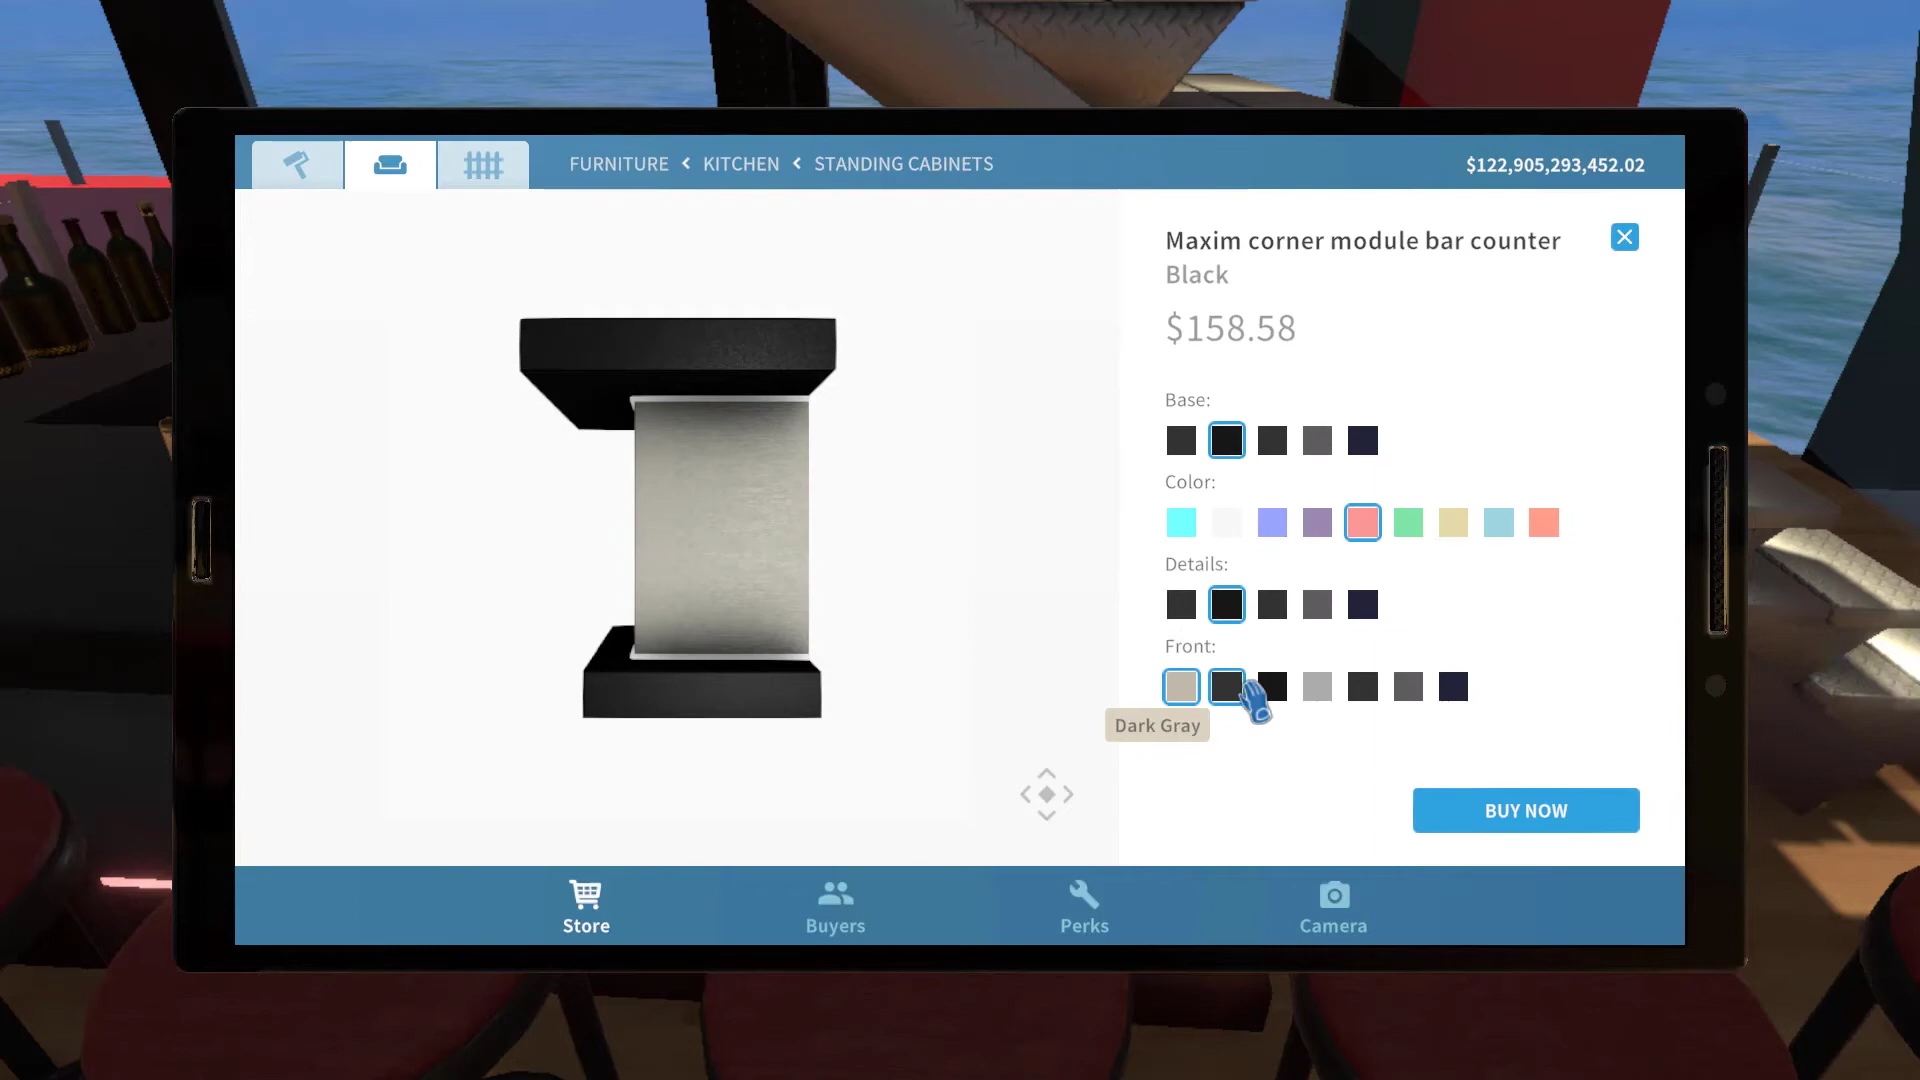 FURNITURE < KITCHEN < STANDING CABINETS
$122,905,293,452.02
Maxim corner module bar counter
Black
$158.58
Base:
Color:
Details:
Front:
Dark Gray
BUY NOW
Store
Buyers
Perks
Camera